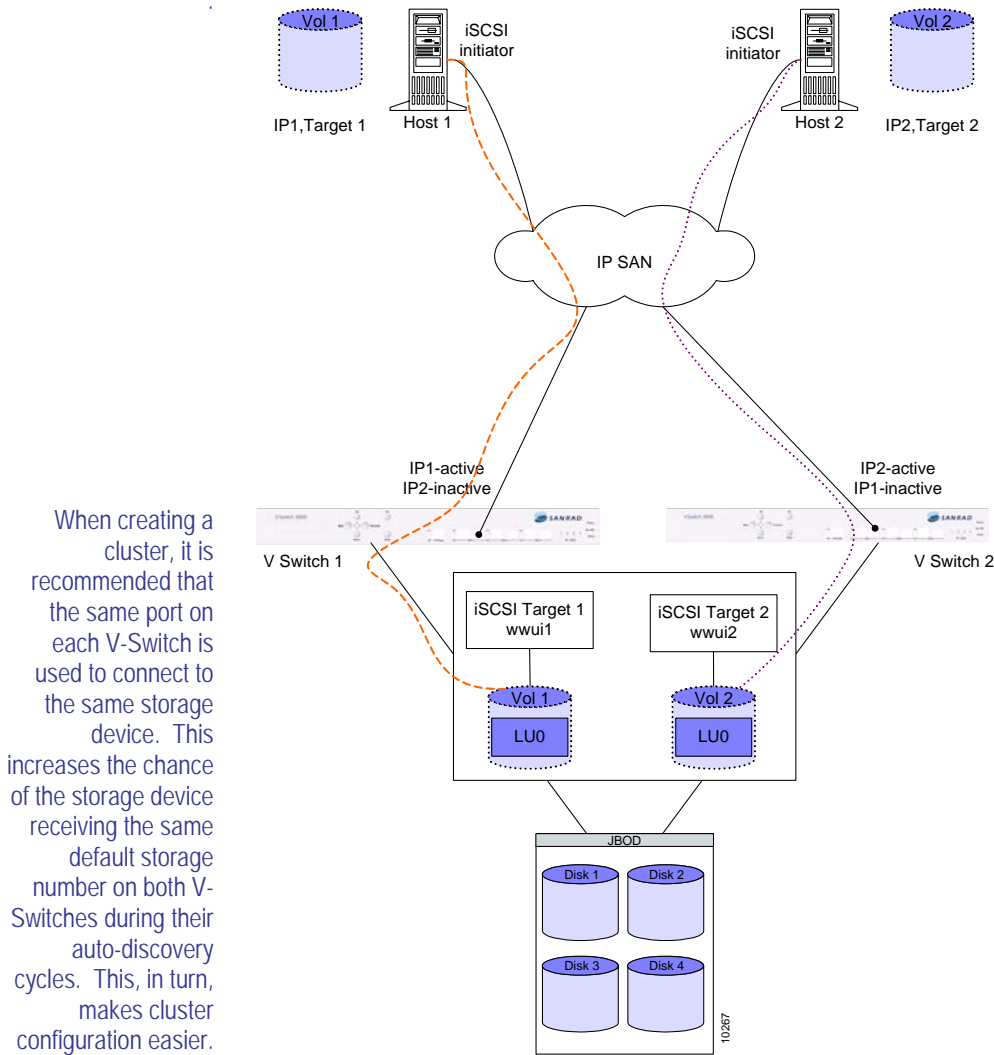 Vol 1
IP1,Target 1
Host 1
iSCSI
initiator
iSCSI
initiator
Host 2
Vol 2
IP2,Target 2
IP SAN
IP1-active
IP2-inactive
IP2-active
IP1-inactive
SANRAD
SANRAD
V Switch 1
V Switch 2
When creating a
cluster, it is
recommended that
the same port on
each V-Switch is
used to connect to
the same storage
device. This
increases the chance
of the storage device
receiving the same
default storage
number on both V-
Switches during their
auto-discovery
cycles. This, in turn,
makes cluster
configuration easier.
iSCSI Target 1
wwui1
iSCSI Target 2
wwui2
Vol 1
LU0
Vol 2
LU0
JBOD
Disk 1
Disk 2
Disk 3
Disk 4
10267